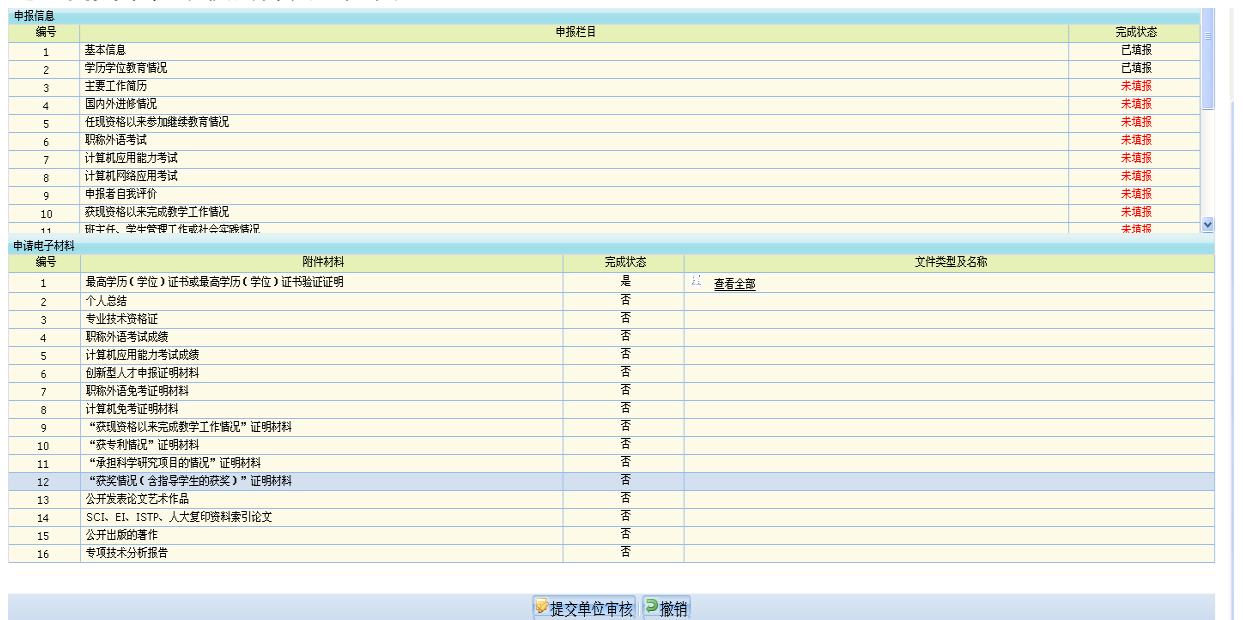 申报信息
编号 申报栏目 完成状态
1 基本信息 已填报
2 学历学位教育情况 已填报
3 主要工作简历 未填报
4 国内外进修情况 未填报
5 任现资格以来参加继续教育情况 未填报
6 职称外语考试 未填报
7 计算机应用能力考试 未填报
8 计算机网络应用考试 未填报
9 申报者自我评价 未填报
10 获现资格以来完成教学工作情况 未填报
11 班主任、学生管理工作或社会实践情况 未填报
申请电子材料
编号 附件材料 完成状态 文件类型及名称
1 最高学历(学位)证书或最高学历(学位)证书验证证明 是 查看全部
2 个人总结 否
3 专业技术资格证 否
4 职称外语考试成绩 否
5 计算机应用能力考试成绩 否
6 创新型人才申报证明材料 否
7 职称外语免考证明材料 否
8 计算机免考证明材料 否
9 “获现资格以来完成教学工作情况”证明材料 否
10 “获专利情况”证明材料 否
11 “承担科学研究项目的情况”证明材料 否
12 “获奖情况(含指导学生的获奖)”证明材料 否
13 公开发表论文艺术作品 否
14 SCI、EI、ISTP、人大复印资料索引论文 否
15 公开出版的著作 否
16 专项技术分析报告 否
提交单位审核 撤销